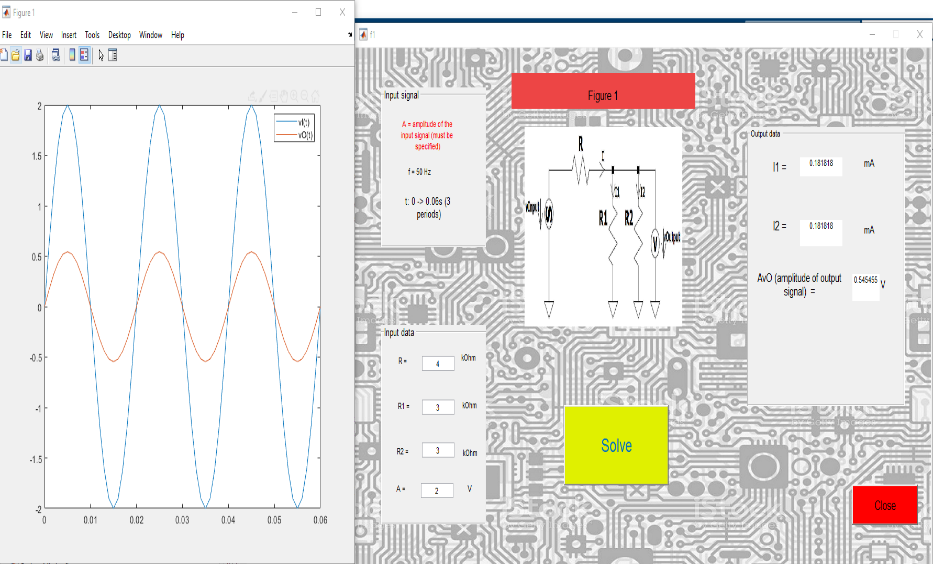 Figure 1
File Edit View Insert Tools Desktop Window Help
2
1.5
1
0.5
0
-0.5
-1
-1.5
-2
0 0.01 0.02 0.03 0.04 0.05 0.06
vI(t)
vO(t)
f1
Input signal
A = amplitude of the
input signal (must be
specified)
f = 50 Hz
t: 0 -> 0.06s (3
periods)
Figure 1
R
I
I1
I2
R1
R2
vOinput
V
vOutput
Input data
R = 4 kOhm
R1 = 3 kOhm
R2 = 3 kOhm
A = 2 V
Solve
Output data
I1 = 0.181818 mA
I2 = 0.181818 mA
AvO (amplitude of output
signal) = 0.545455 V
Close